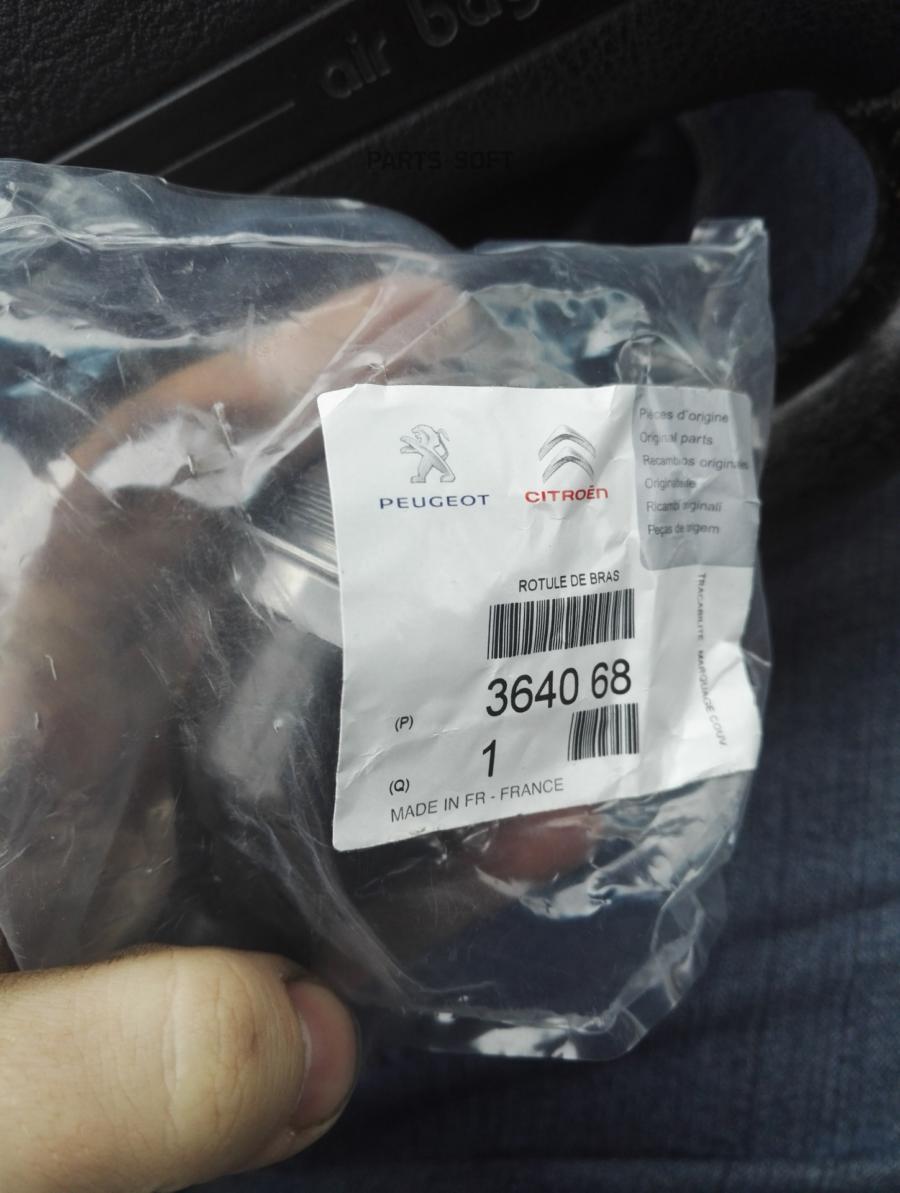 air bag
PARTS SOFT
PEUGEOT
CITROËN
Pièces d'origine
Original parts
Recambios originales
Originalteile
Ricambi originali
Peças de origem
ROTULE DE BRAS
3640 68
(P)
1
(Q)
MADE IN FR - FRANCE
TRACABILITE MARQUAGE COUV